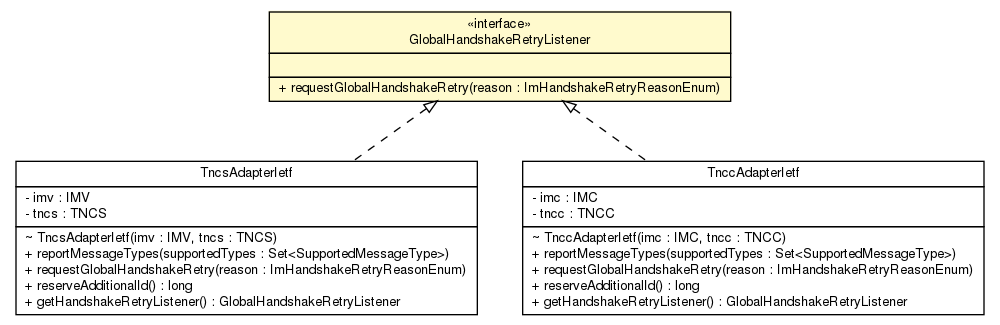 «interface»
GlobalHandshakeRetryListener
+ requestGlobalHandshakeRetry(reason : ImHandshakeRetryReasonEnum)
TncsAdapterIetf
- imv : IMV
- tncs : TNCS
~ TncsAdapterIetf(imv : IMV, tncs : TNCS)
+ reportMessageTypes(supportedTypes : Set<SupportedMessageType>)
+ requestGlobalHandshakeRetry(reason : ImHandshakeRetryReasonEnum)
+ reserveAdditionalId() : long
+ getHandshakeRetryListener() : GlobalHandshakeRetryListener
TnccAdapterIetf
- imc : IMC
- tncc : TNCC
~ TnccAdapterIetf(imc : IMC, tncc : TNCC)
+ reportMessageTypes(supportedTypes : Set<SupportedMessageType>)
+ requestGlobalHandshakeRetry(reason : ImHandshakeRetryReasonEnum)
+ reserveAdditionalId() : long
+ getHandshakeRetryListener() : GlobalHandshakeRetryListener